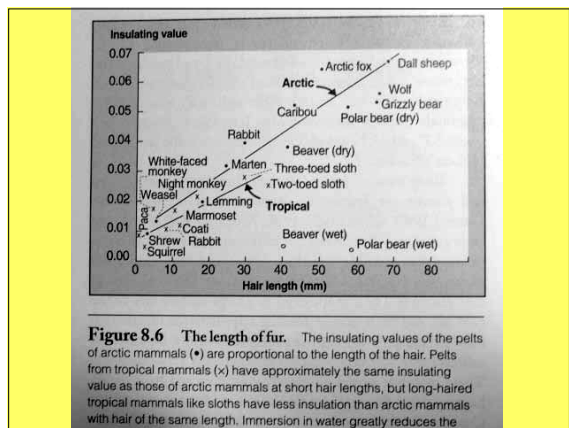 Insulating value
0.07
0.06
0.05
0.04
0.03
0.02
0.01
0.00
0 10 20 30 40 50 60 70 80
Hair length (mm)
Arctic fox
Dall sheep
Arctic
Wolf
Grizzly bear
Caribou
Polar bear (dry)
Rabbit
Beaver (dry)
White-faced
monkey
Marten
Three-toed sloth
Night monkey
Two-toed sloth
Weasel
Lemming
Tropical
Paca
Marmoset
Coati
Shrew
Rabbit
Squirrel
Beaver (wet)
Polar bear (wet)
Figure 8.6 The length of fur. The insulating values of the pelts
of arctic mammals (•) are proportional to the length of the hair. Pelts
from tropical mammals (×) have approximately the same insulating
value as those of arctic mammals at short hair lengths, but long-haired
tropical mammals like sloths have less insulation than arctic mammals
with hair of the same length. Immersion in water greatly reduces the